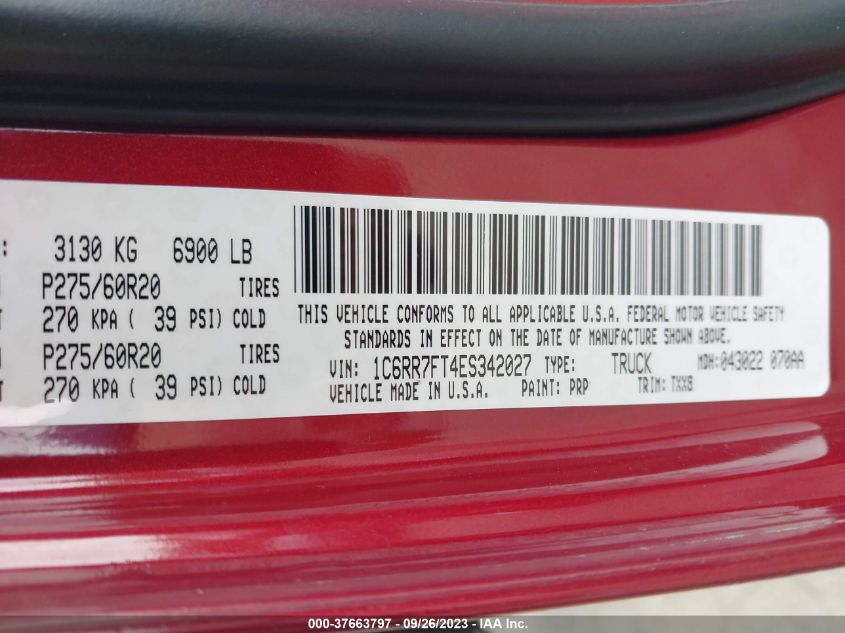 : 3130 KG 6900 LB
P275/60R20 TIRES
270 KPA ( 39 PSI) COLD
P275/60R20 TIRES
270 KPA ( 39 PSI) COLD
THIS VEHICLE CONFORMS TO ALL APPLICABLE U.S.A. FEDERAL MOTOR VEHICLE SAFETY
STANDARDS IN EFFECT ON THE DATE OF MANUFACTURE SHOWN ABOVE.
VIN: 1C6RR7FT4ES342027 TYPE: TRUCK MDH:043022 070AA
VEHICLE MADE IN U.S.A. PAINT: PRP TRIM: TXX8
000-37663797 - 09/26/2023 - © IAA Inc.